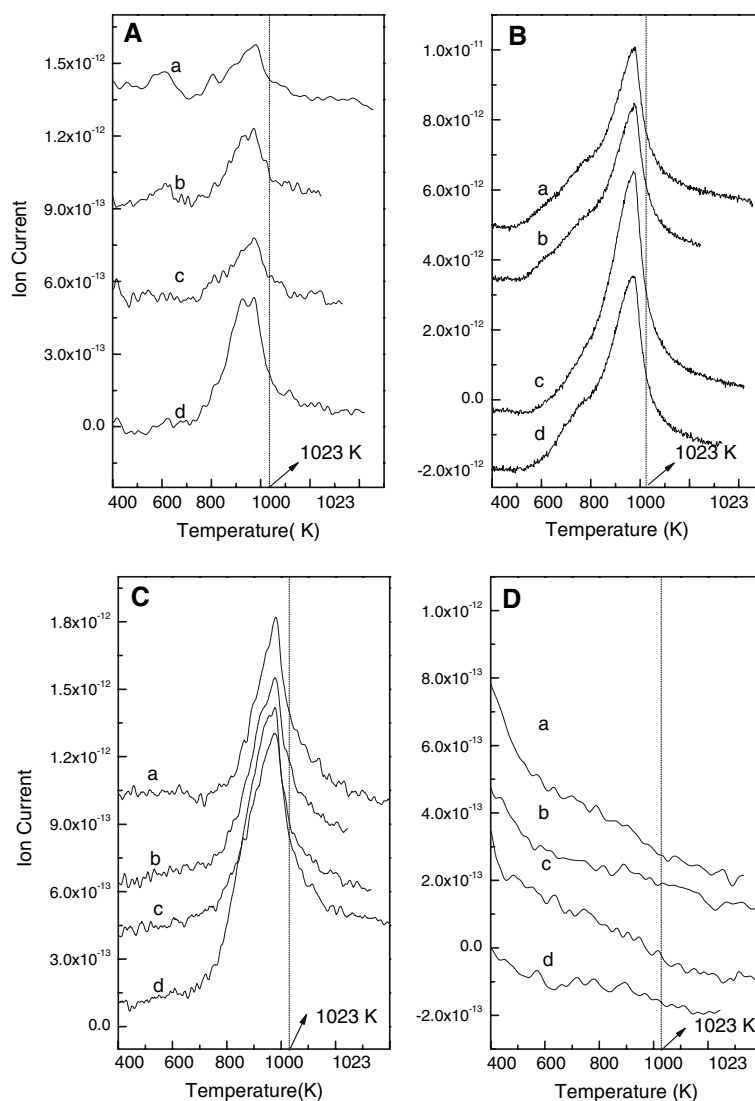 A
1.5x10-12
1.2x10-12
9.0x10-13
6.0x10-13
3.0x10-13
0.0
Ion Current
a
b
c
d
1023 K
400 600 800 1000 1023
Temperature( K)
B
1.0x10-11
8.0x10-12
6.0x10-12
4.0x10-12
2.0x10-12
0.0
-2.0x10-12
a
b
c
d
1023 K
400 600 800 1000 1023
Temperature (K)
C
1.8x10-12
1.5x10-12
1.2x10-12
9.0x10-13
6.0x10-13
3.0x10-13
0.0
Ion Current
a
b
c
d
1023 K
400 600 800 1000 1023
Temperature(K)
D
1.0x10-12
8.0x10-13
6.0x10-13
4.0x10-13
2.0x10-13
0.0
-2.0x10-13
a
b
c
d
1023 K
400 600 800 1000 1023
Temperature (K)